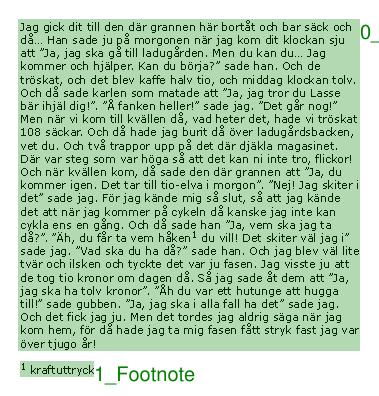 Jag gick dit till den där grannen här bortåt och bar säck och
då... Han sade ju på morgonen när jag kom dit klockan sju
att ”Ja, jag ska gå till ladugården. Men du kan du... Jag
kommer och hjälper. Kan du börja?” sade han. Och de
tröskat, och det blev kaffe halv tio, och middag klockan tolv.
Och då sade karlen som matade att ”Ja, jag tror du Lasse
bar ihjäl dig!”. ”Å fanken heller!” sade jag. ”Det går nog!”
Men när vi kom till kvällen då, vad heter det, hade vi tröskat
108 säckar. Och då hade jag burit då över ladugårdsbacken,
vet du. Och två trappor upp på det där djäkla magasinet.
Där var steg som var höga så att det kan ni inte tro, flickor!
Och när kvällen kom, då sade den där grannen att ”Ja, du
kommer igen. Det tar till tio-elva i morgon”. ”Nej! Jag skiter i
det” sade jag. För jag kände mig så slut, så att jag kände
det att när jag kommer på cykeln då kanske jag inte kan
cykla ens en gång. Och då sade han ”Ja, vem ska jag ta
då?”. ”Äh, du får ta vem håken¹ du vill! Det skiter väl jag i”
sade jag. ”Vad ska du ha då?” sade han. Och jag blev väl lite
tvär och ilsken och tyckte det var ju fasen. Jag visste ju att
de tog tio kronor om dagen då. Så jag sade åt dem att ”Ja,
jag ska ha tolv kronor”. ”Åh du var ett hutunge att hugga
till!” sade gubben. ”Ja, jag ska i alla fall ha det” sade jag.
Och det fick jag ju. Men det tordes jag aldrig säga när jag
kom hem, för då hade jag ta mig fasen fått stryk fast jag var
över tjugo år!
0_
¹ kraftuttryck
1_Footnote